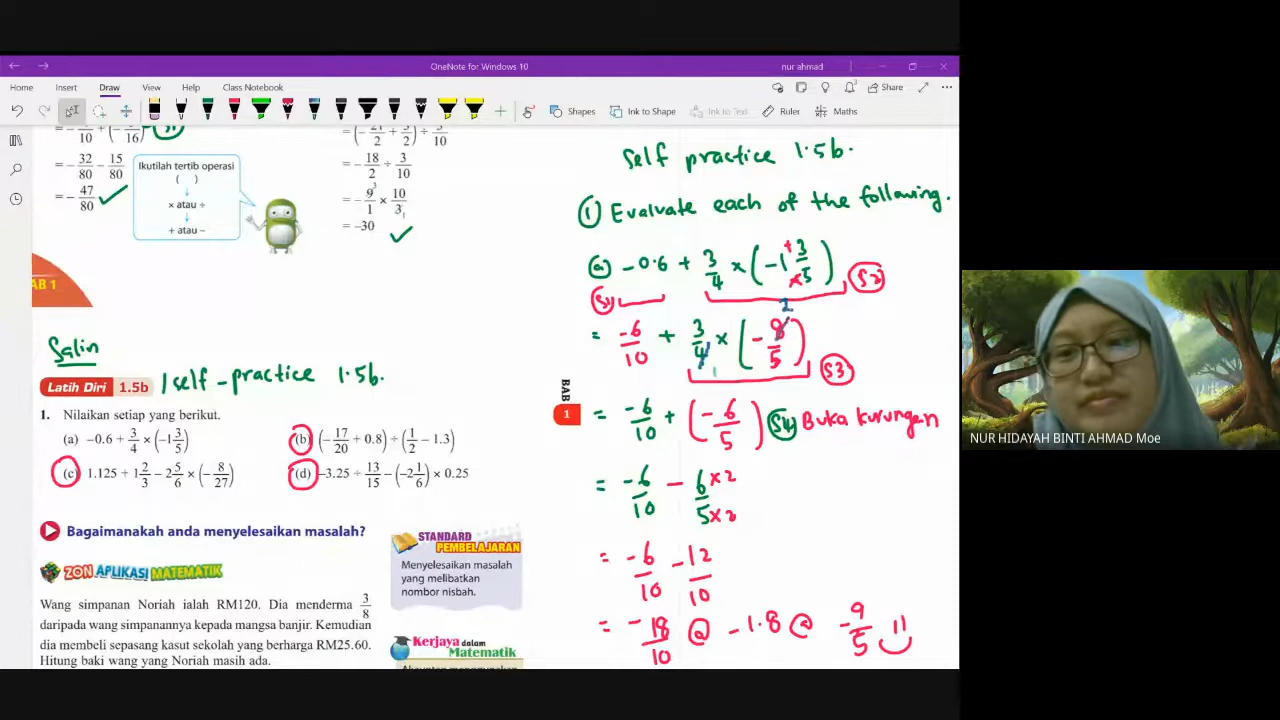 OneNote for Windows 10
nur ahmad
Home Insert Draw View Help Class Notebook
Share
Shapes Ink to Shape Ink to Text Ruler Maths
= -32/80 - 15/80
= -47/80
Ikutilah tertib operasi
( )
↓
× atau ÷
↓
+ atau −
= -18/2 ÷ 3/10
= -9/1 × 10/3
= -30
AB 1
Salin
Latih Diri 1.5b / self-practice 1.5b.
1. Nilaikan setiap yang berikut.
(a) −0.6 + 3/4 × (−1 3/5)
(b) (−17/20 + 0.8) ÷ (1/2 − 1.3)
(c) 1.125 + 1 2/3 − 2 5/6 × (−8/27)
(d) −3.25 ÷ 13/15 − (−2 1/6) × 0.25
Bagaimanakah anda menyelesaikan masalah?
ZON APLIKASI MATEMATIK
Wang simpanan Noriah ialah RM120. Dia menderma 3/8
daripada wang simpanannya kepada mangsa banjir. Kemudian
dia membeli sepasang kasut sekolah yang berharga RM25.60.
Hitung baki wang yang Noriah masih ada.
STANDARD
PEMBELAJARAN
Menyelesaikan masalah
yang melibatkan
nombor nisbah.
Kerjaya dalam
Matematik
BAB
1
Self practice 1.5b.
① Evaluate each of the following.
ⓐ -0.6 + 3/4 × (-1 3/5) S2
S1
= -6/10 + 3/4 × (-8/5) S3
= -6/10 + (-6/5) S4 Buka kurungan
= -6/10 - 6×2/5×2
= -6/10 - 12/10
= -18/10 @ -1.8 @ -9/5
NUR HIDAYAH BINTI AHMAD Moe